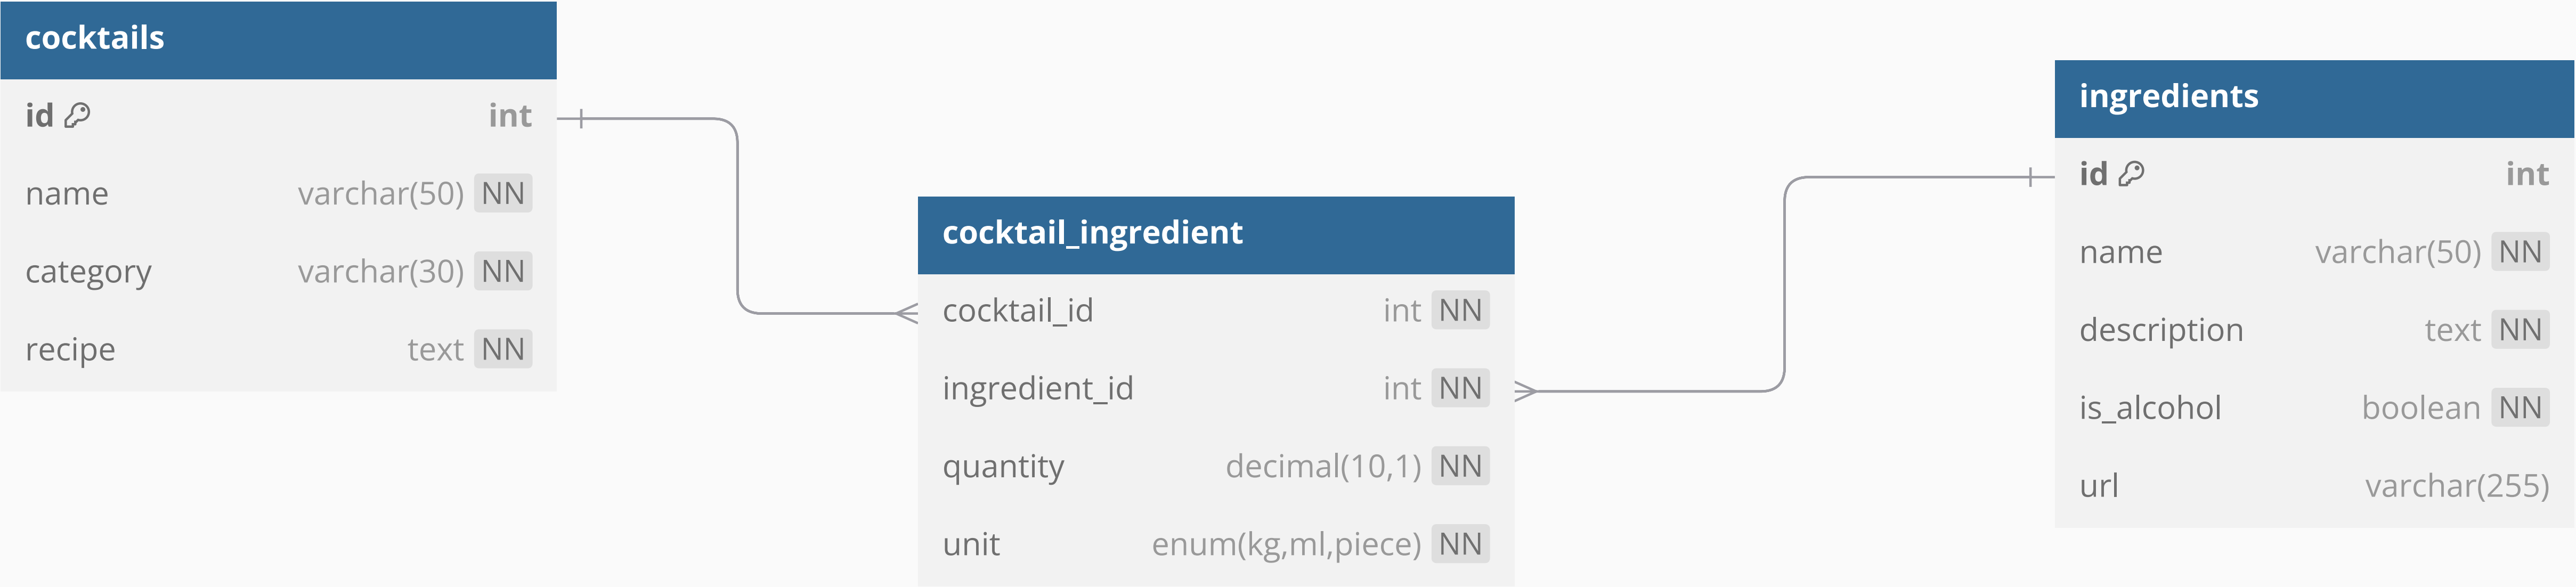 cocktails
id int
name varchar(50) NN
category varchar(30) NN
recipe text NN
cocktail_ingredient
cocktail_id int NN
ingredient_id int NN
quantity decimal(10,1) NN
unit enum(kg,ml,piece) NN
ingredients
id int
name varchar(50) NN
description text NN
is_alcohol boolean NN
url varchar(255)